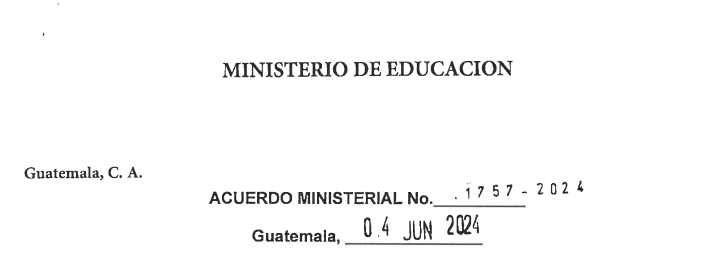 MINISTERIO DE EDUCACION
Guatemala, C. A.
ACUERDO MINISTERIAL No. 1757-2024
Guatemala, 04 JUN 2024